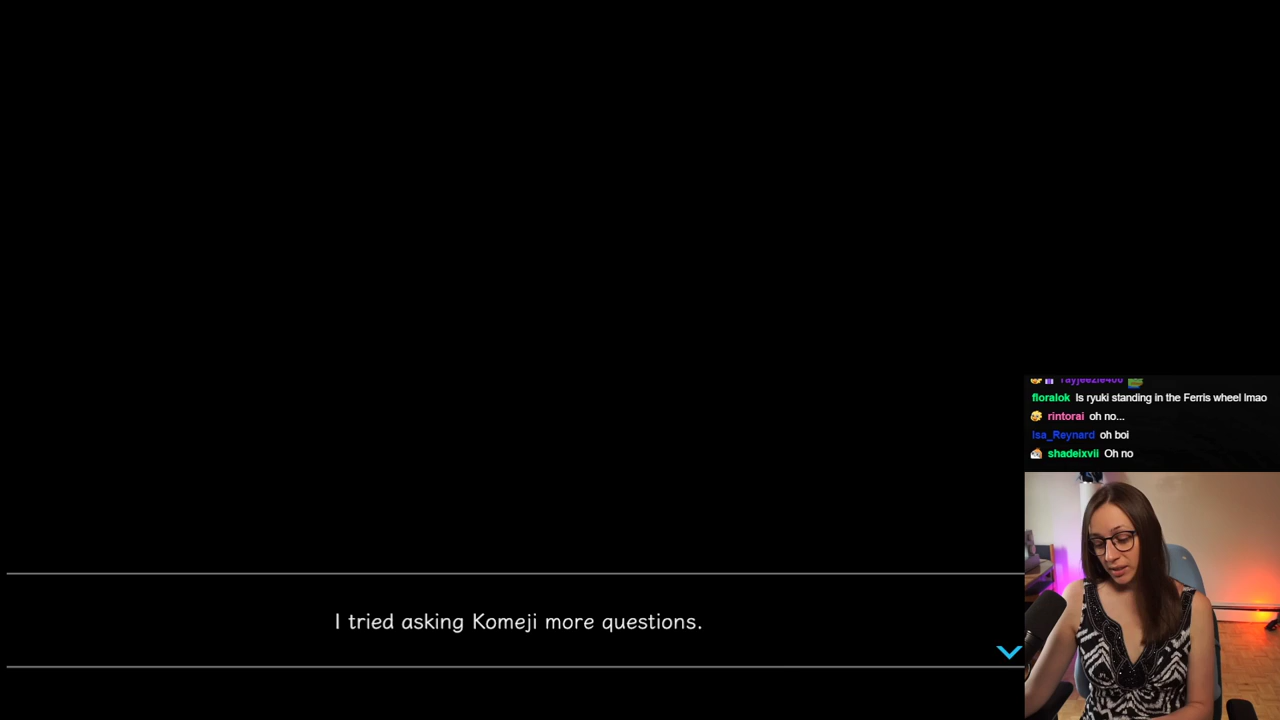 floralok Is ryuki standing in the Ferris wheel lmao
rintorai oh no...
Isa_Reynard oh boi
shadeixvii Oh no
I tried asking Komeji more questions.